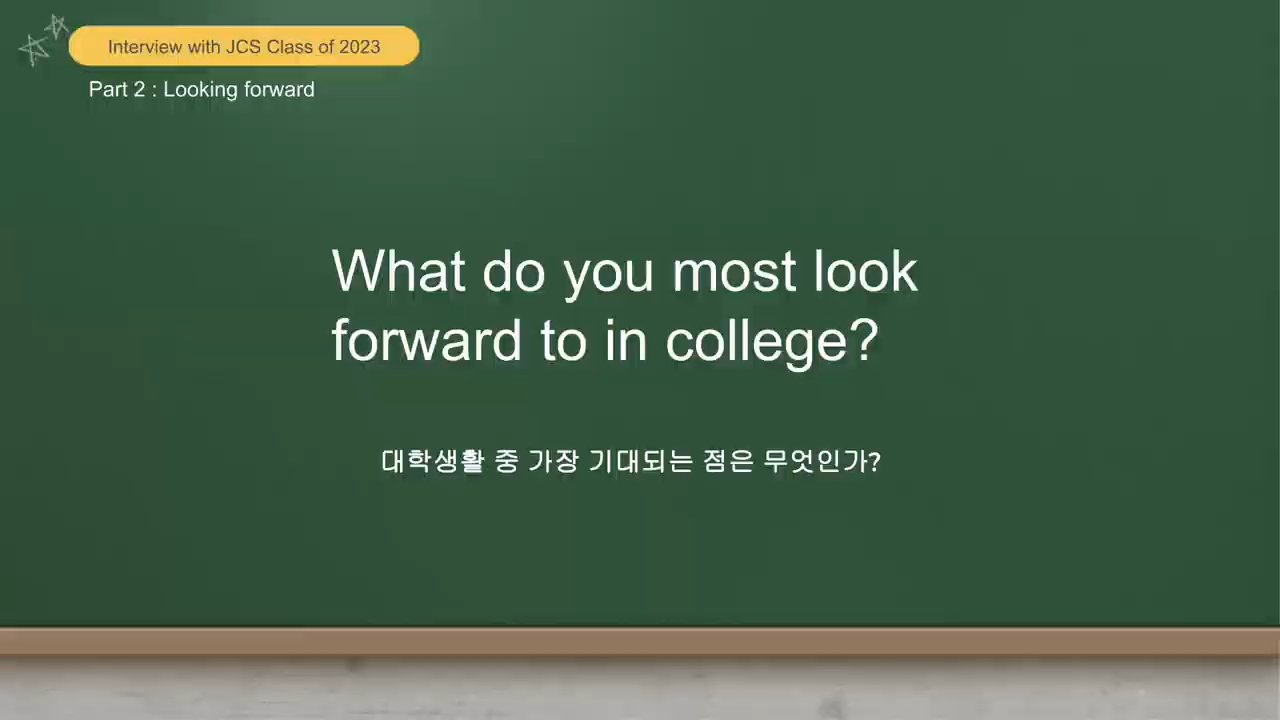 Interview with JCS Class of 2023
Part 2 : Looking forward
What do you most look
forward to in college?
대학생활 중 가장 기대되는 점은 무엇인가?